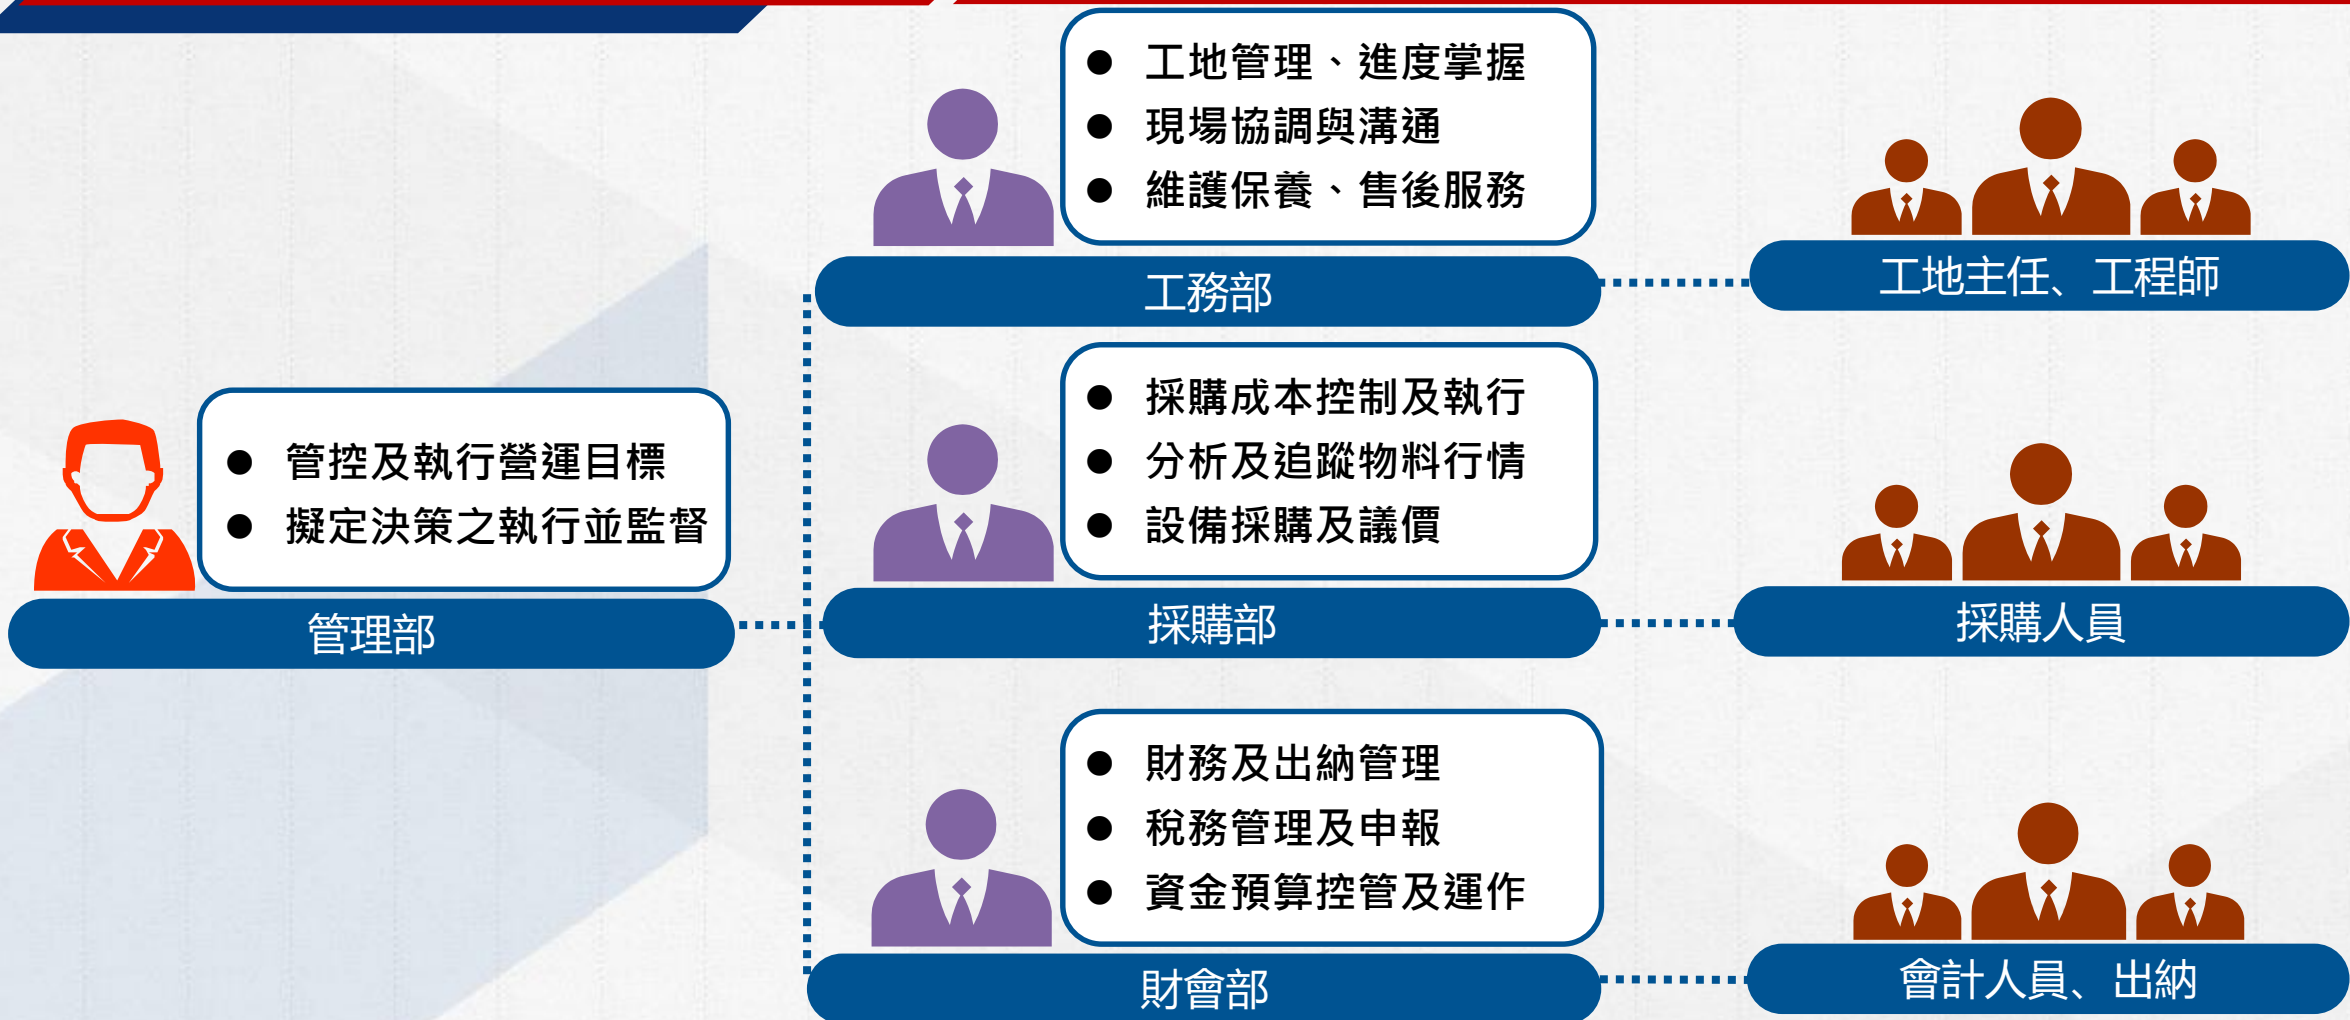 ● 工地管理、進度掌握
● 現場協調與溝通
● 維護保養、售後服務
工務部
工地主任、工程師
● 管控及執行營運目標
● 擬定決策之執行並監督
管理部
● 採購成本控制及執行
● 分析及追蹤物料行情
● 設備採購及議價
採購部
採購人員
● 財務及出納管理
● 稅務管理及申報
● 資金預算控管及運作
財會部
會計人員、出納